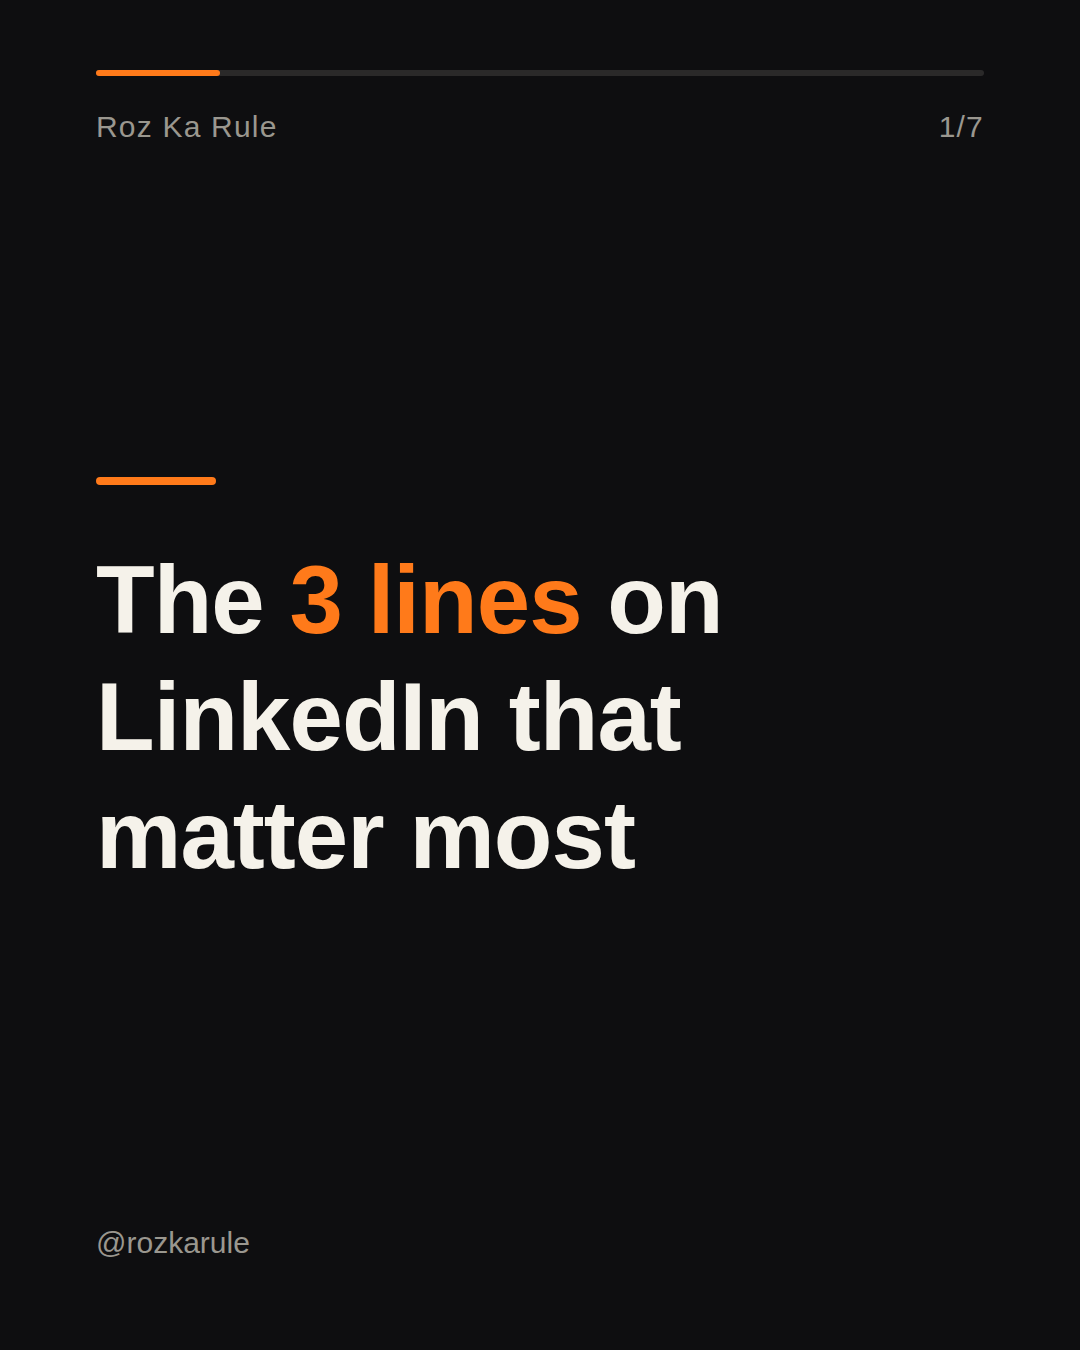 Roz Ka Rule
1/7
The 3 lines on
LinkedIn that
matter most
@rozkarule